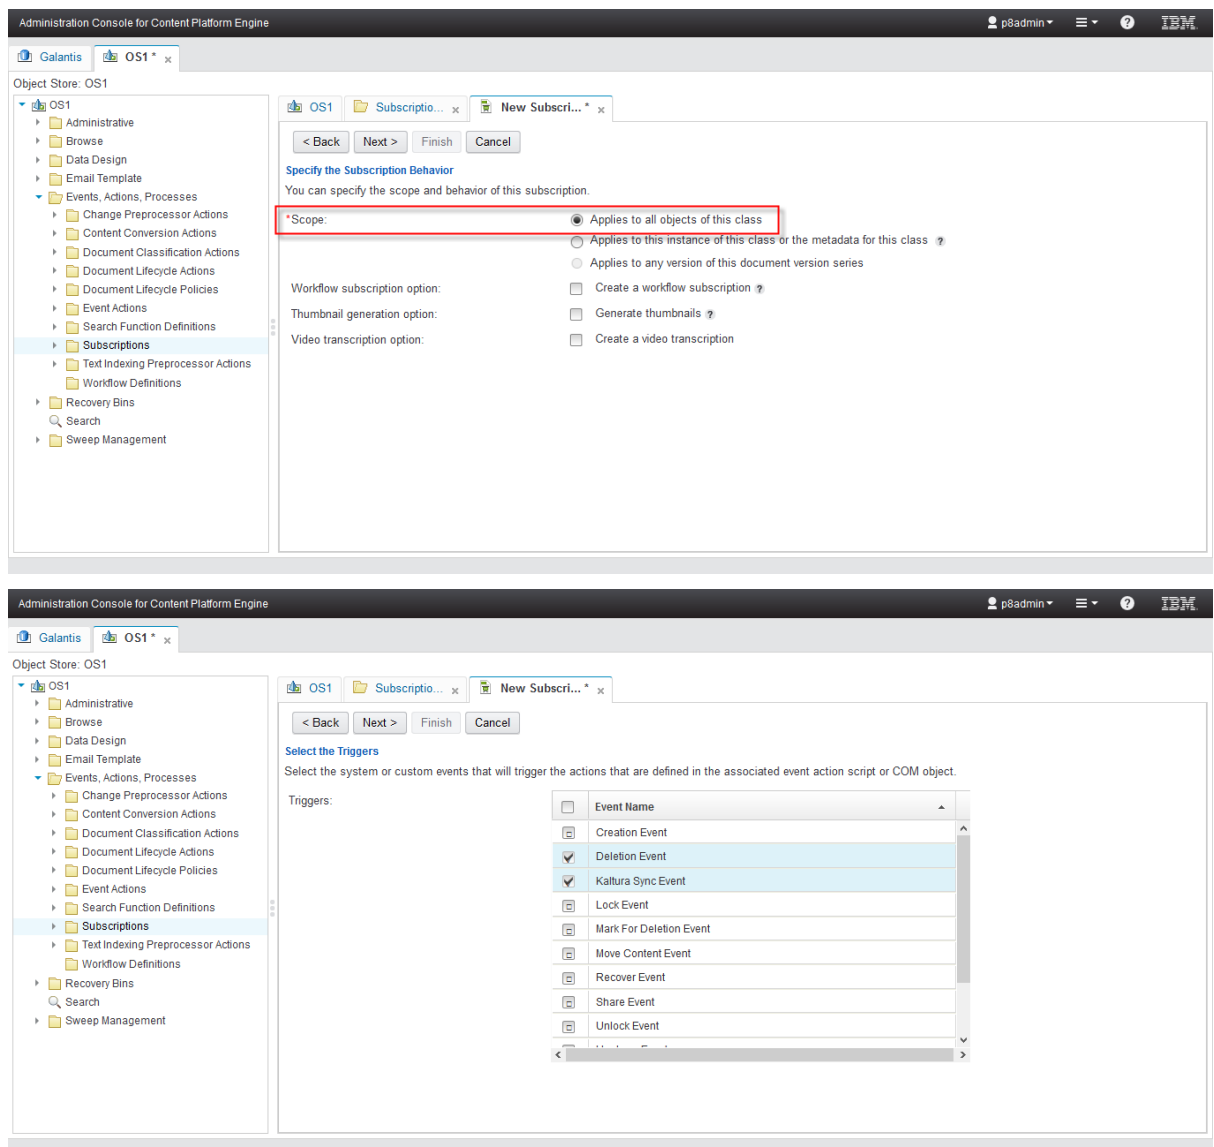 Administration Console for Content Platform Engine p8admin IBM.
Galantis OS1 * x
Object Store: OS1
OS1
Administrative
Browse
Data Design
Email Template
Events, Actions, Processes
Change Preprocessor Actions
Content Conversion Actions
Document Classification Actions
Document Lifecycle Actions
Document Lifecycle Policies
Event Actions
Search Function Definitions
Subscriptions
Text Indexing Preprocessor Actions
Workflow Definitions
Recovery Bins
Search
Sweep Management
OS1 Subscriptio... x New Subscri... * x
< Back Next > Finish Cancel
Specify the Subscription Behavior
You can specify the scope and behavior of this subscription.
*Scope: Applies to all objects of this class
Applies to this instance of this class or the metadata for this class ?
Applies to any version of this document version series
Workflow subscription option: Create a workflow subscription ?
Thumbnail generation option: Generate thumbnails ?
Video transcription option: Create a video transcription
Administration Console for Content Platform Engine p8admin ? IBM.
Galantis OS1 * x
Object Store: OS1
OS1
Administrative
Browse
Data Design
Email Template
Events, Actions, Processes
Change Preprocessor Actions
Content Conversion Actions
Document Classification Actions
Document Lifecycle Actions
Document Lifecycle Policies
Event Actions
Search Function Definitions
Subscriptions
Text Indexing Preprocessor Actions
Workflow Definitions
Recovery Bins
Search
Sweep Management
OS1 Subscriptio... x New Subscri... * x
< Back Next > Finish Cancel
Select the Triggers
Select the system or custom events that will trigger the actions that are defined in the associated event action script or COM object.
Triggers:
Event Name
Creation Event
Deletion Event
Kaltura Sync Event
Lock Event
Mark For Deletion Event
Move Content Event
Recover Event
Share Event
Unlock Event